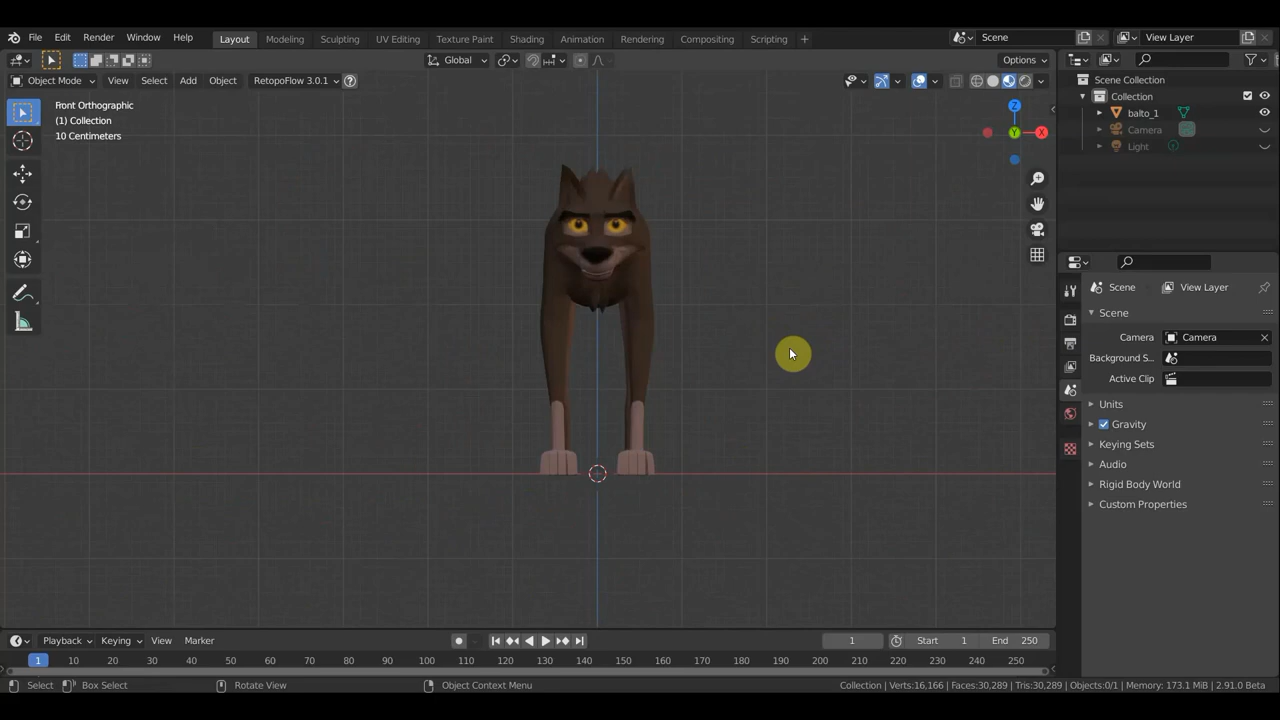 File Edit Render Window Help Layout Modeling Sculpting UV Editing Texture Paint Shading Animation Rendering Compositing Scripting + Scene View Layer
Global Options
Object Mode View Select Add Object RetopoFlow 3.0.1 ?
Front Orthographic
(1) Collection
10 Centimeters
Z
Y
X
Scene Collection
Collection
balto_1
Camera
Light
Scene View Layer
Scene
Camera Camera
Background S...
Active Clip
Units
Gravity
Keying Sets
Audio
Rigid Body World
Custom Properties
Playback Keying View Marker 1 Start 1 End 250
1 10 20 30 40 50 60 70 80 90 100 110 120 130 140 150 160 170 180 190 200 210 220 230 240 250
Select Box Select Rotate View Object Context Menu Collection | Verts:16,166 | Faces:30,289 | Tris:30,289 | Objects:0/1 | Memory: 173.1 MiB | 2.91.0 Beta